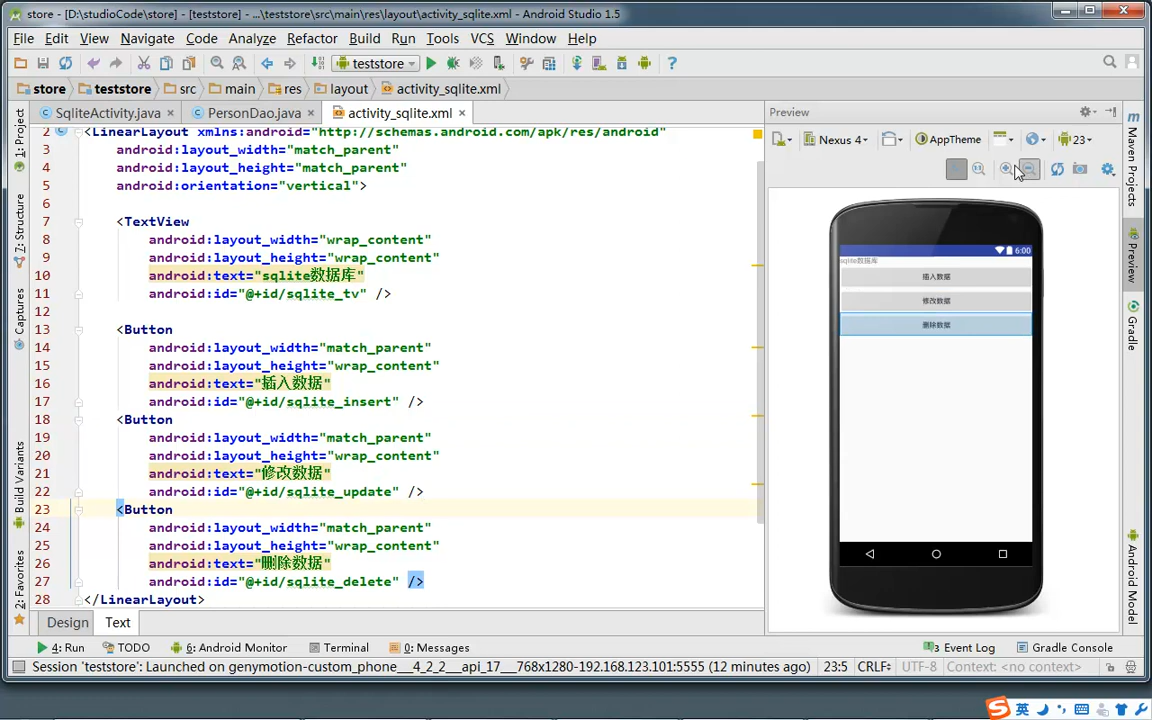 store - [D:\studioCode\store] - [teststore] - ...\teststore\src\main\res\layout\activity_sqlite.xml - Android Studio 1.5
File Edit View Navigate Code Analyze Refactor Build Run Tools VCS Window Help
teststore
store teststore src main res layout activity_sqlite.xml
SqliteActivity.java PersonDao.java activity_sqlite.xml
Preview
Nexus 4 AppTheme 23
1: Project
7: Structure
Captures
Build Variants
2: Favorites
2 <LinearLayout xmlns:android="http://schemas.android.com/apk/res/android"
3 android:layout_width="match_parent"
4 android:layout_height="match_parent"
5 android:orientation="vertical">
6
7 <TextView
8 android:layout_width="wrap_content"
9 android:layout_height="wrap_content"
10 android:text="sqlite数据库"
11 android:id="@+id/sqlite_tv" />
12
13 <Button
14 android:layout_width="match_parent"
15 android:layout_height="wrap_content"
16 android:text="插入数据"
17 android:id="@+id/sqlite_insert" />
18 <Button
19 android:layout_width="match_parent"
20 android:layout_height="wrap_content"
21 android:text="修改数据"
22 android:id="@+id/sqlite_update" />
23 <Button
24 android:layout_width="match_parent"
25 android:layout_height="wrap_content"
26 android:text="删除数据"
27 android:id="@+id/sqlite_delete" />
28 </LinearLayout>
6:00
sqlite数据库
插入数据
修改数据
删除数据
Maven Projects
Preview
Gradle
Android Model
Design Text
4: Run TODO 6: Android Monitor Terminal 0: Messages 3 Event Log Gradle Console
Session 'teststore': Launched on genymotion-custom_phone__4_2_2__api_17__768x1280-192.168.123.101:5555 (12 minutes ago) 23:5 CRLF UTF-8 Context: <no context>
英